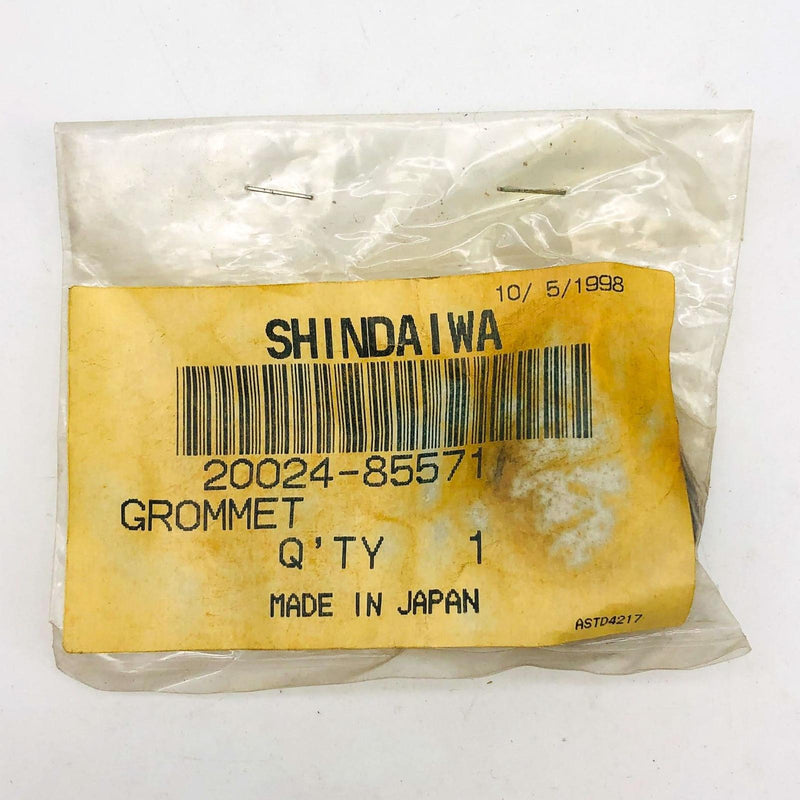 10/ 5/1998
SHINDAIWA
20024-85571
GROMMET
Q'TY 1
MADE IN JAPAN
ASTD4217